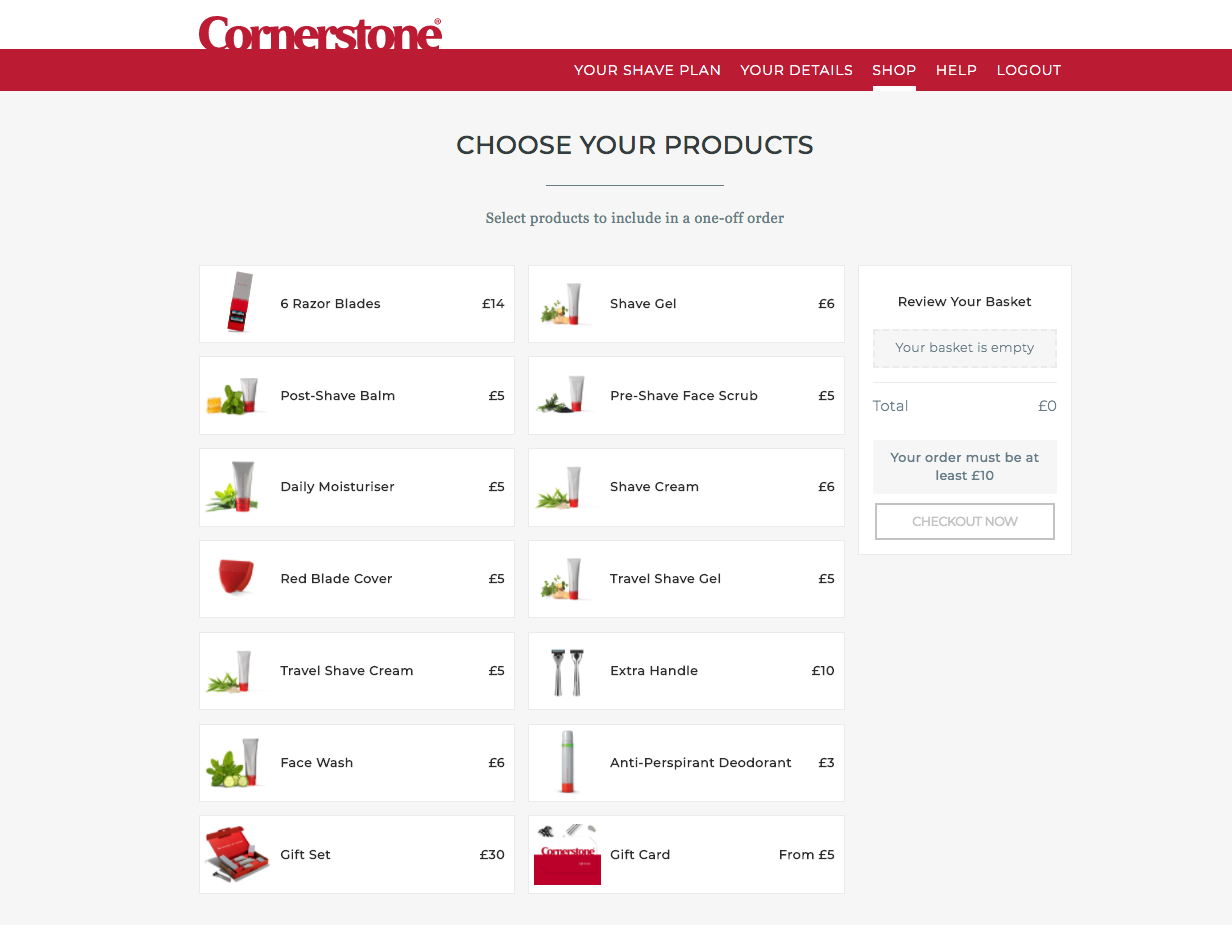 Cornerstone®
YOUR SHAVE PLAN YOUR DETAILS SHOP HELP LOGOUT
CHOOSE YOUR PRODUCTS
Select products to include in a one-off order
6 Razor Blades £14
Shave Gel £6
Post-Shave Balm £5
Pre-Shave Face Scrub £5
Daily Moisturiser £5
Shave Cream £6
Red Blade Cover £5
Travel Shave Gel £5
Travel Shave Cream £5
Extra Handle £10
Face Wash £6
Anti-Perspirant Deodorant £3
Gift Set £30
Cornerstone
Gift Card From £5
Review Your Basket
Your basket is empty
Total £0
Your order must be at
least £10
CHECKOUT NOW